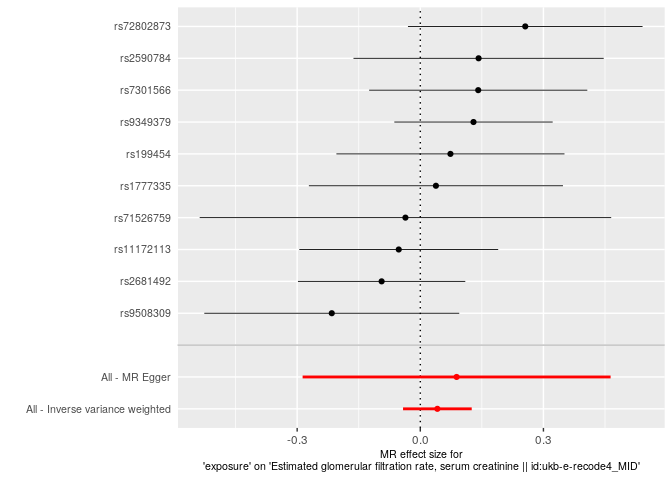 rs72802873
rs2590784
rs7301566
rs9349379
rs199454
rs1777335
rs71526759
rs11172113
rs2681492
rs9508309
All - MR Egger
All - Inverse variance weighted
-0.3 0.0 0.3
MR effect size for
'exposure' on 'Estimated glomerular filtration rate, serum creatinine || id:ukb-e-recode4_MID'